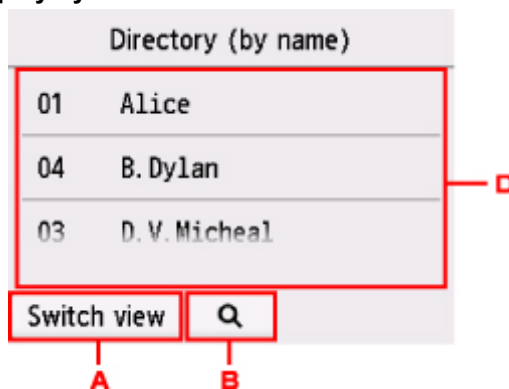 Directory (by name)
01 Alice
04 B.Dylan
03 D.V.Micheal
D
Switch view
A B